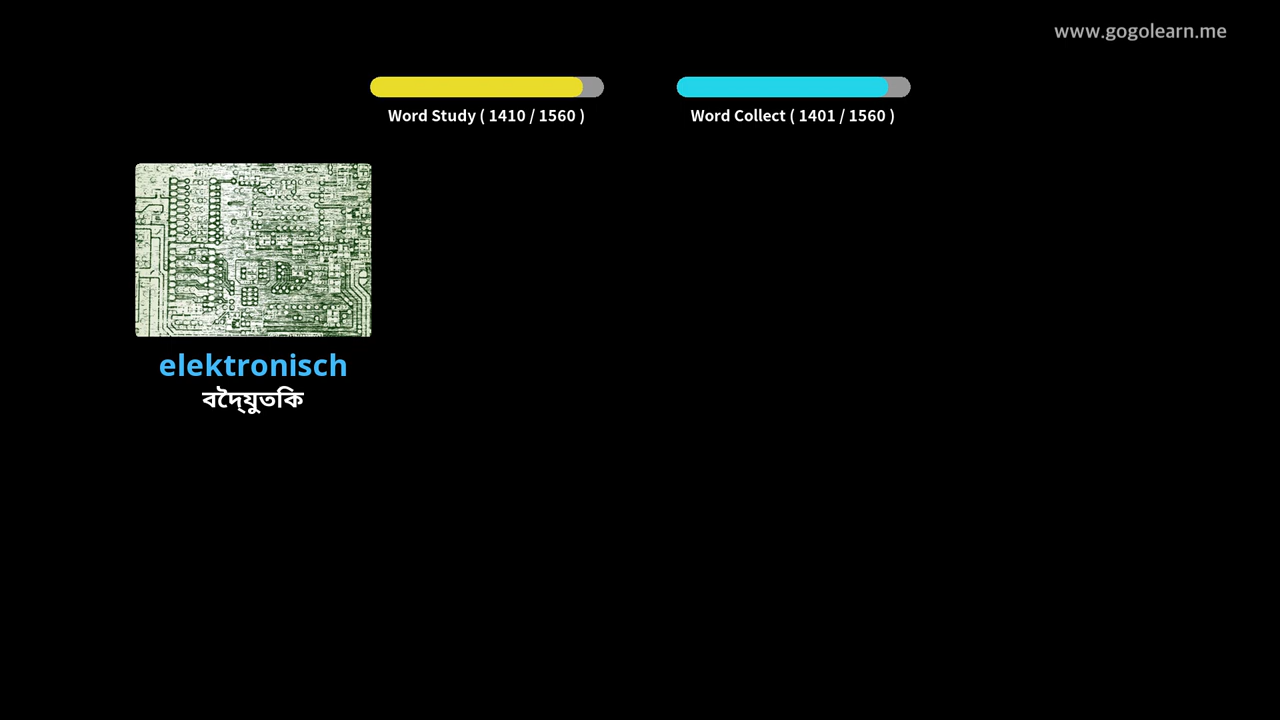 www.gogolearn.me
Word Study ( 1410 / 1560 )
Word Collect ( 1401 / 1560 )
elektronisch
বৈদ্যুতিক